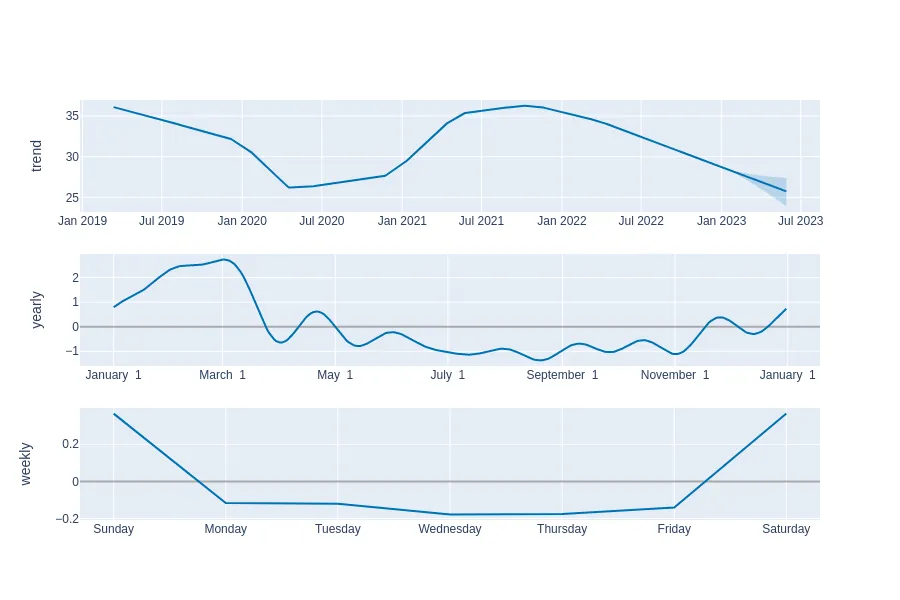 trend
35
30
25
Jan 2019 Jul 2019 Jan 2020 Jul 2020 Jan 2021 Jul 2021 Jan 2022 Jul 2022 Jan 2023 Jul 2023
yearly
2
1
0
−1
January 1 March 1 May 1 July 1 September 1 November 1 January 1
weekly
0.2
0
−0.2
Sunday Monday Tuesday Wednesday Thursday Friday Saturday